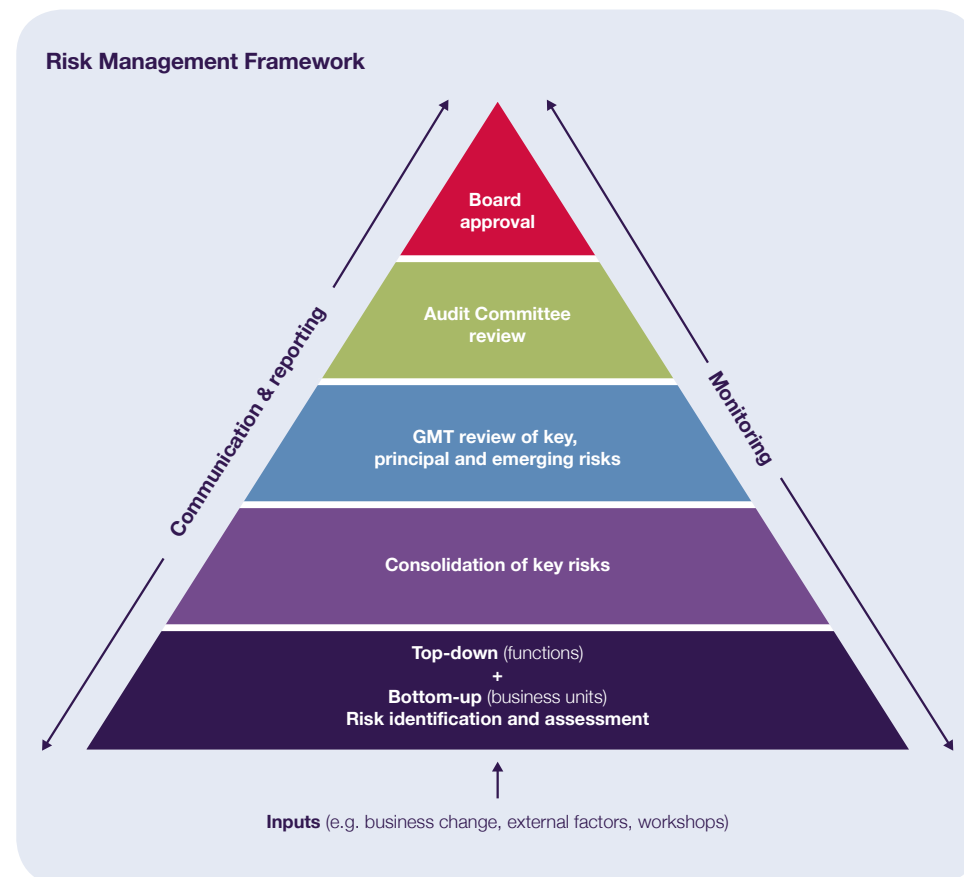 Risk Management Framework
Board
approval
Audit Committee
review
Communication & reporting
Monitoring
GMT review of key,
principal and emerging risks
Consolidation of key risks
Top-down (functions)
+
Bottom-up (business units)
Risk identification and assessment
Inputs (e.g. business change, external factors, workshops)